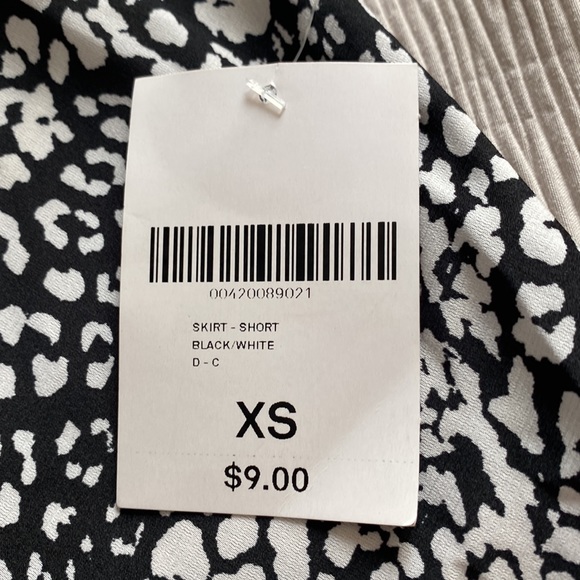 00420089021
SKIRT - SHORT
BLACK/WHITE
D - C
XS
$9.00